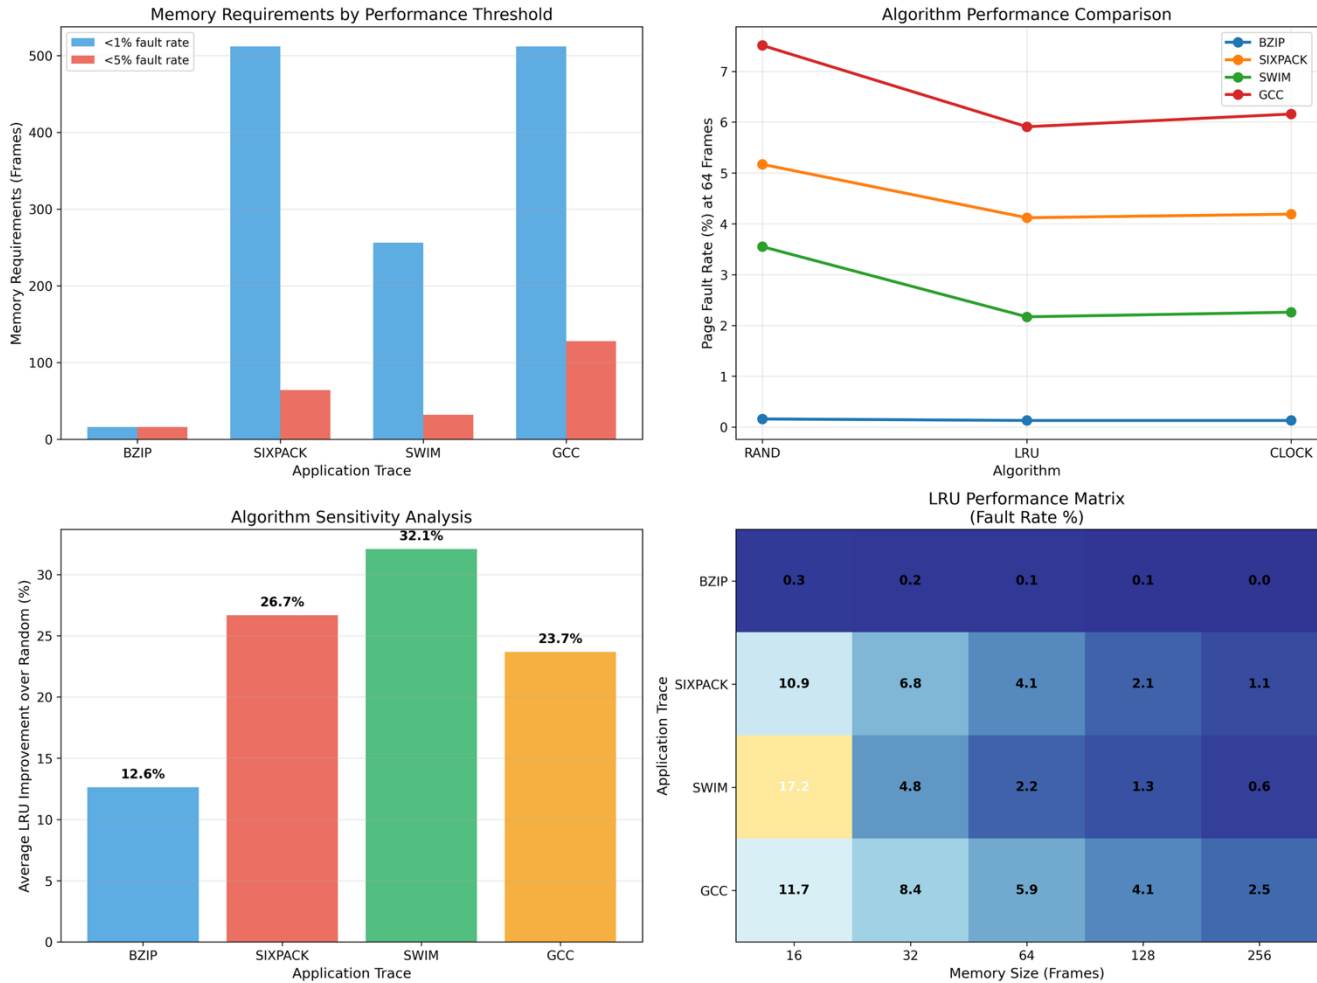 Memory Requirements by Performance Threshold
<1% fault rate
<5% fault rate
Memory Requirements (Frames)
500
400
300
200
100
0
BZIP SIXPACK SWIM GCC
Application Trace
Algorithm Performance Comparison
BZIP
SIXPACK
SWIM
GCC
Page Fault Rate (%) at 64 Frames
7
6
5
4
3
2
1
0
RAND LRU CLOCK
Algorithm
Algorithm Sensitivity Analysis
Average LRU Improvement over Random (%)
30
25
20
15
10
5
0
12.6%
26.7%
32.1%
23.7%
BZIP SIXPACK SWIM GCC
Application Trace
LRU Performance Matrix
(Fault Rate %)
Application Trace
BZIP 0.3 0.2 0.1 0.1 0.0
SIXPACK 10.9 6.8 4.1 2.1 1.1
SWIM 17.2 4.8 2.2 1.3 0.6
GCC 11.7 8.4 5.9 4.1 2.5
16 32 64 128 256
Memory Size (Frames)